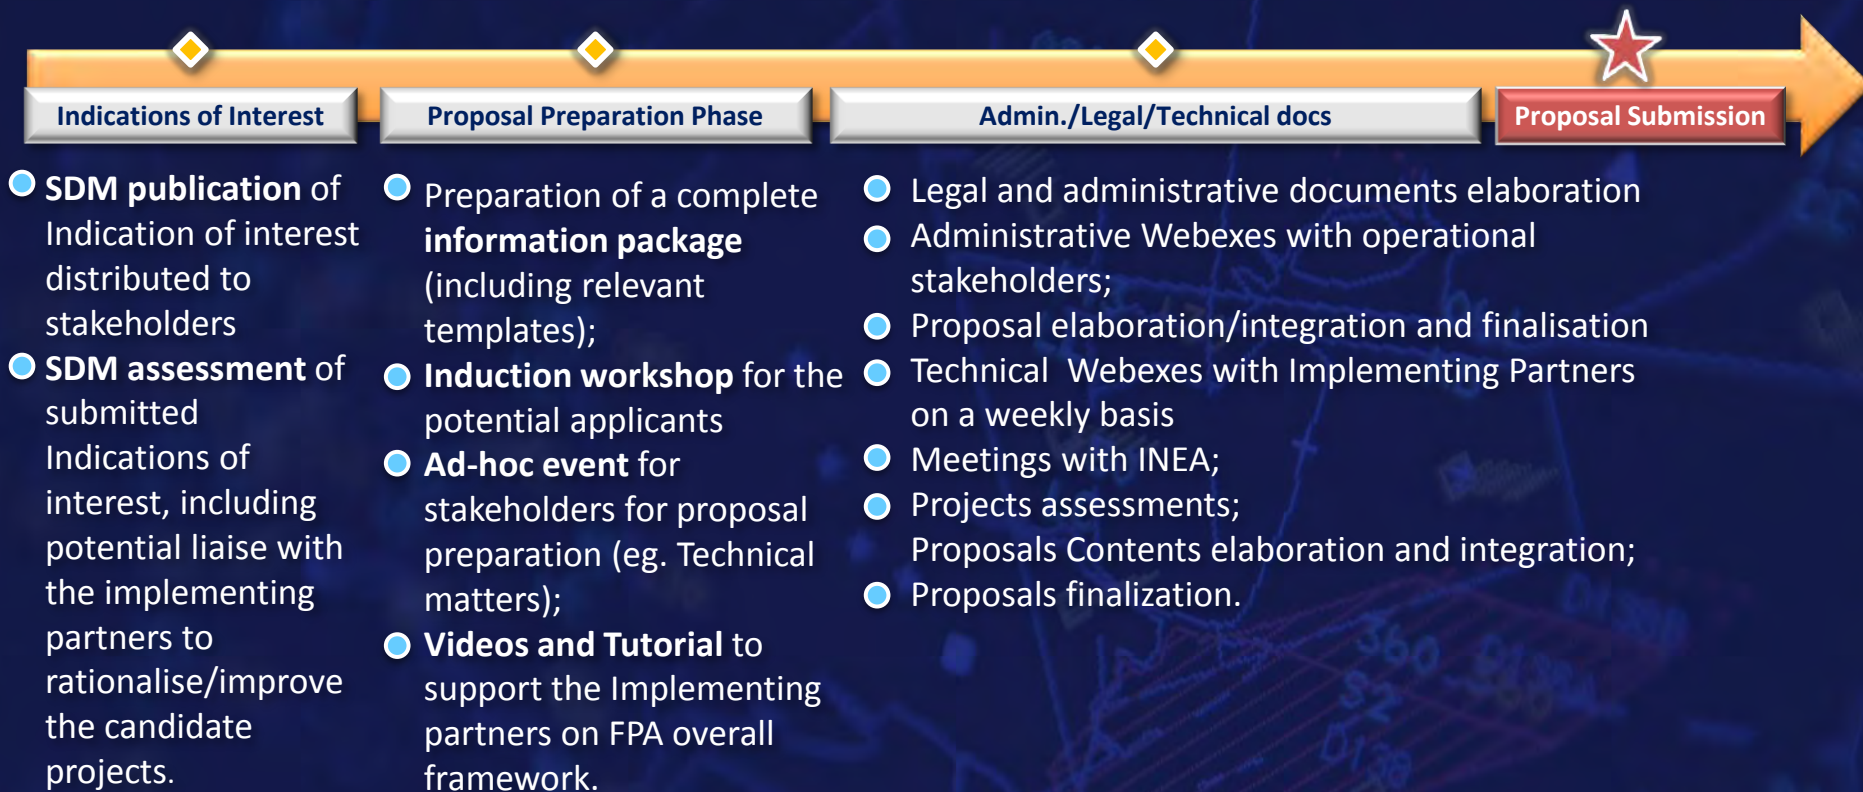 Indications of Interest
Proposal Preparation Phase
Admin./Legal/Technical docs
Proposal Submission
SDM publication of
Indication of interest
distributed to
stakeholders
SDM assessment of
submitted
Indications of
interest, including
potential liaise with
the implementing
partners to
rationalise/improve
the candidate
projects.
Preparation of a complete
information package
(including relevant
templates);
Induction workshop for the
potential applicants
Ad-hoc event for
stakeholders for proposal
preparation (eg. Technical
matters);
Videos and Tutorial to
support the Implementing
partners on FPA overall
framework.
Legal and administrative documents elaboration
Administrative Webexes with operational
stakeholders;
Proposal elaboration/integration and finalisation
Technical Webexes with Implementing Partners
on a weekly basis
Meetings with INEA;
Projects assessments;
Proposals Contents elaboration and integration;
Proposals finalization.
360
S2
D138